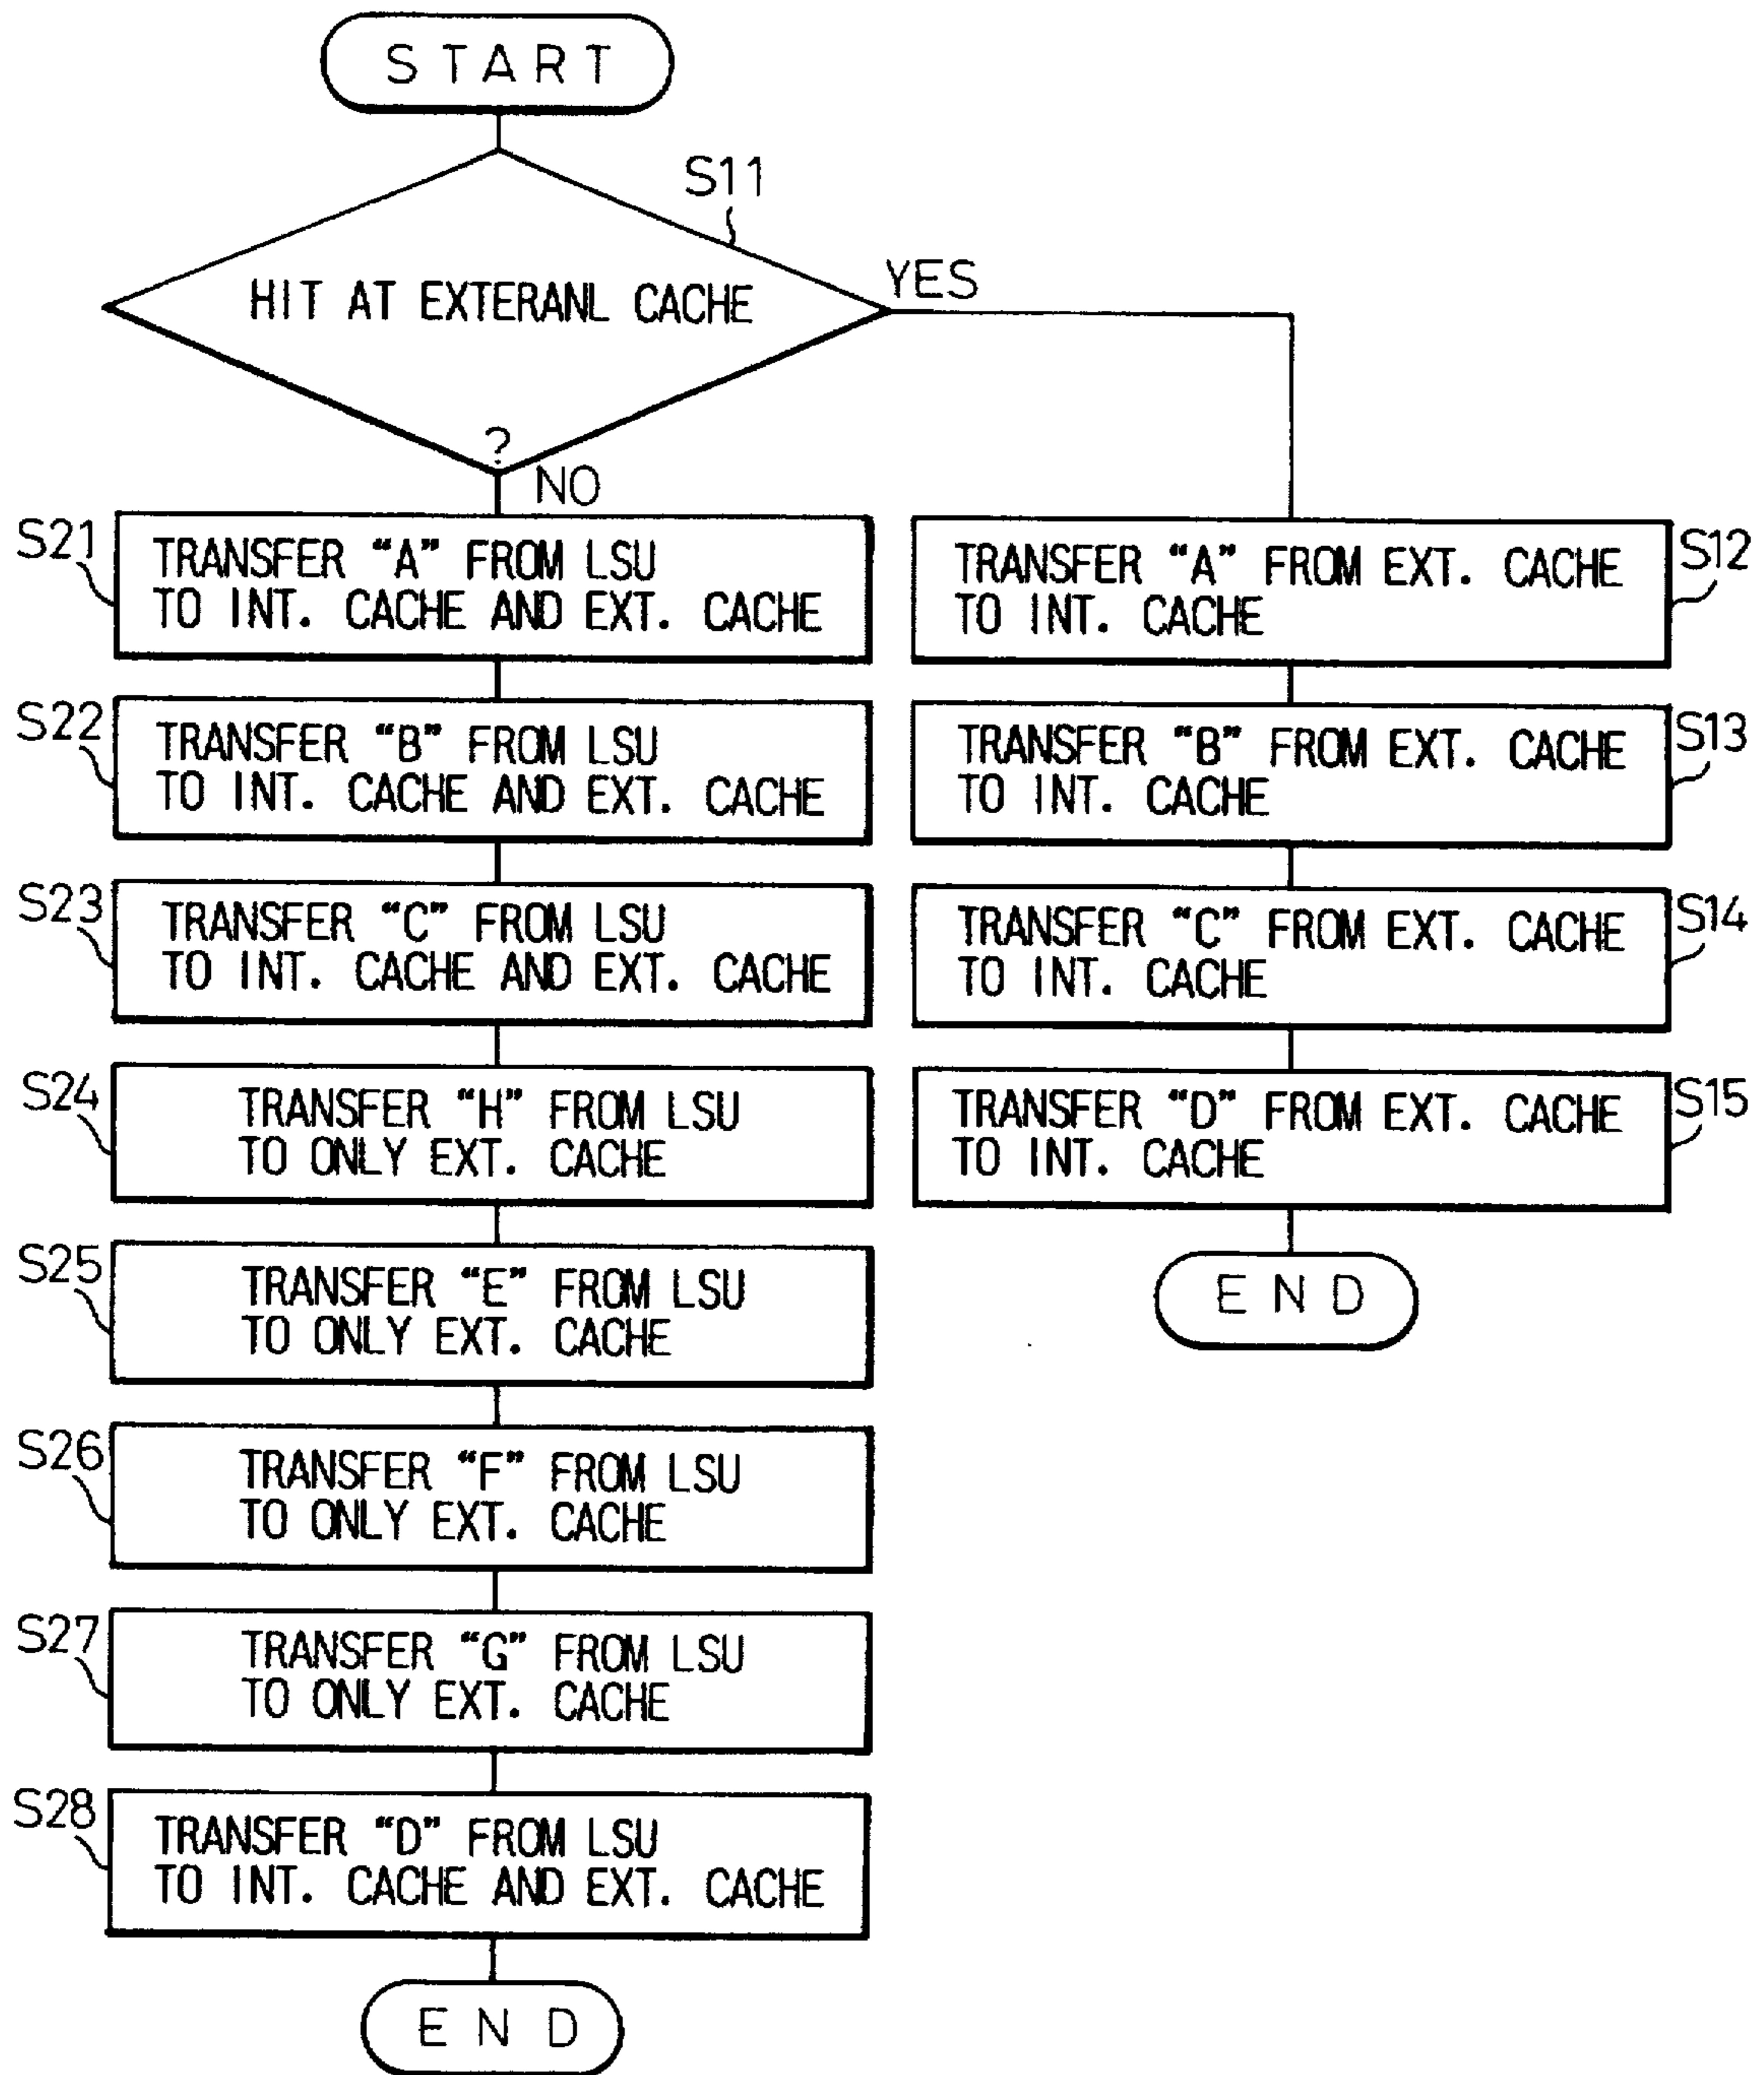 START
S11
HIT AT EXTERANL CACHE
YES
?
NO
S21
TRANSFER “A” FROM LSU
TO INT. CACHE AND EXT. CACHE
S22
TRANSFER “B” FROM LSU
TO INT. CACHE AND EXT. CACHE
S23
TRANSFER “C” FROM LSU
TO INT. CACHE AND EXT. CACHE
S24
TRANSFER “H” FROM LSU
TO ONLY EXT. CACHE
S25
TRANSFER “E” FROM LSU
TO ONLY EXT. CACHE
S26
TRANSFER “F” FROM LSU
TO ONLY EXT. CACHE
S27
TRANSFER “G” FROM LSU
TO ONLY EXT. CACHE
S28
TRANSFER “D” FROM LSU
TO INT. CACHE AND EXT. CACHE
END
S12
TRANSFER “A” FROM EXT. CACHE
TO INT. CACHE
S13
TRANSFER “B” FROM EXT. CACHE
TO INT. CACHE
S14
TRANSFER “C” FROM EXT. CACHE
TO INT. CACHE
S15
TRANSFER “D” FROM EXT. CACHE
TO INT. CACHE
END